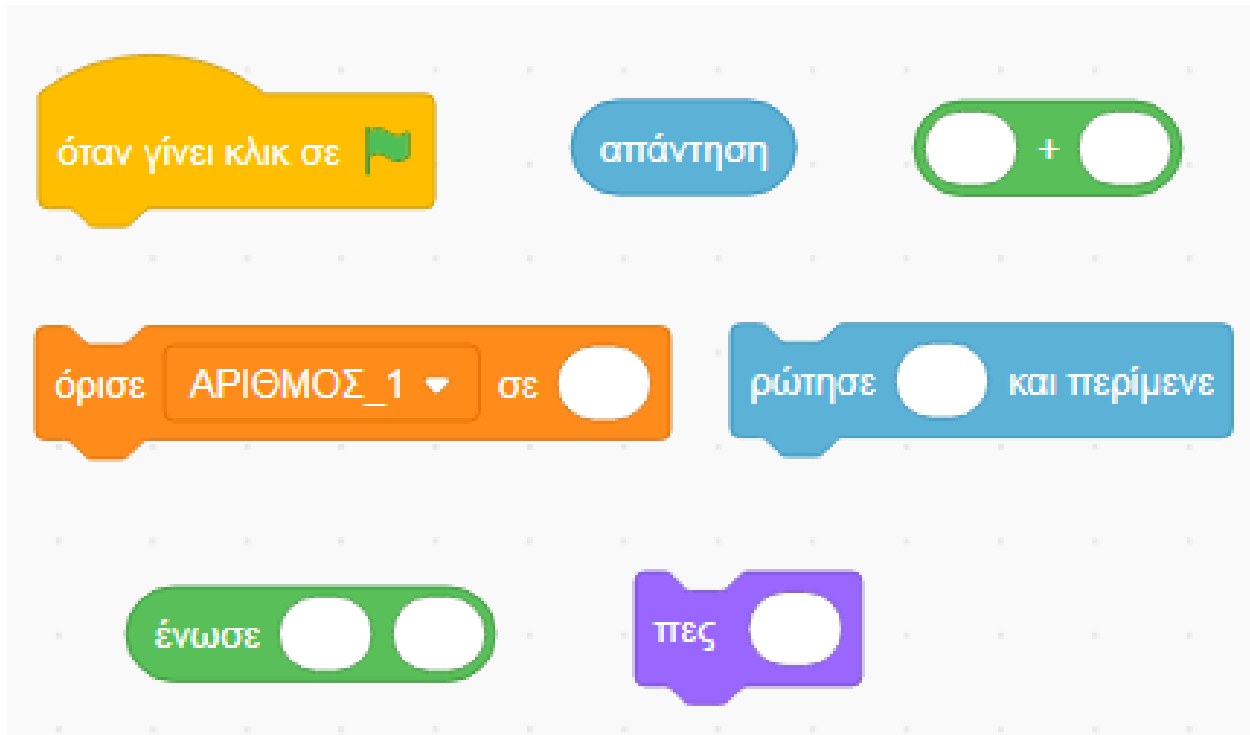 όταν γίνει κλικ σε
απάντηση
+
όρισε ΑΡΙΘΜΟΣ_1 σε
ρώτησε και περίμενε
ένωσε
πες